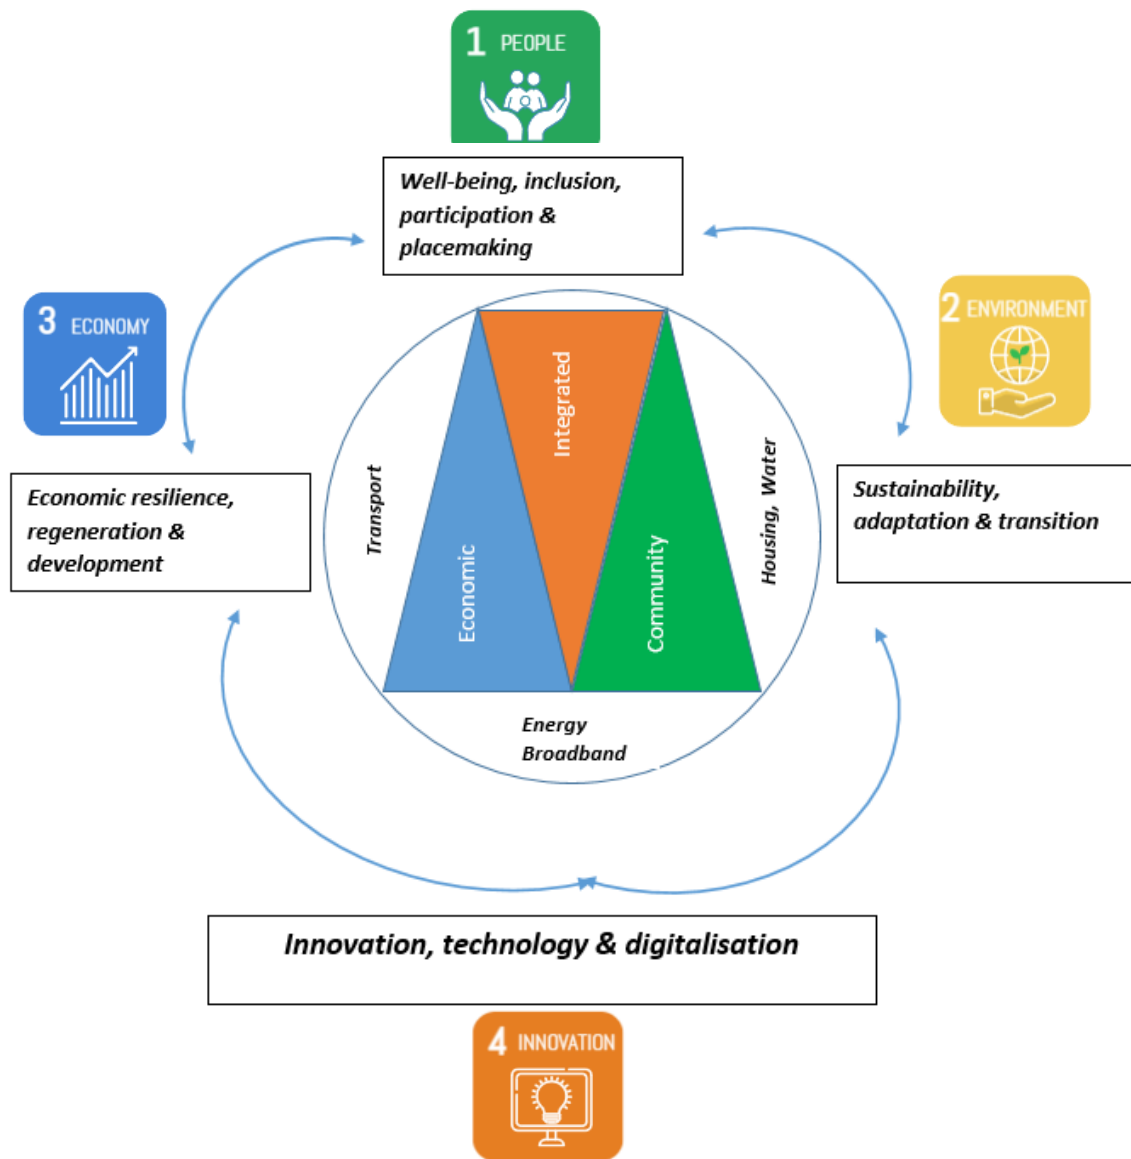 1 PEOPLE
Well-being, inclusion,
participation &
placemaking
3 ECONOMY
2 ENVIRONMENT
Economic resilience,
regeneration &
development
Transport
Economic
Integrated
Community
Housing, Water
Sustainability,
adaptation & transition
Energy
Broadband
Innovation, technology & digitalisation
4 INNOVATION